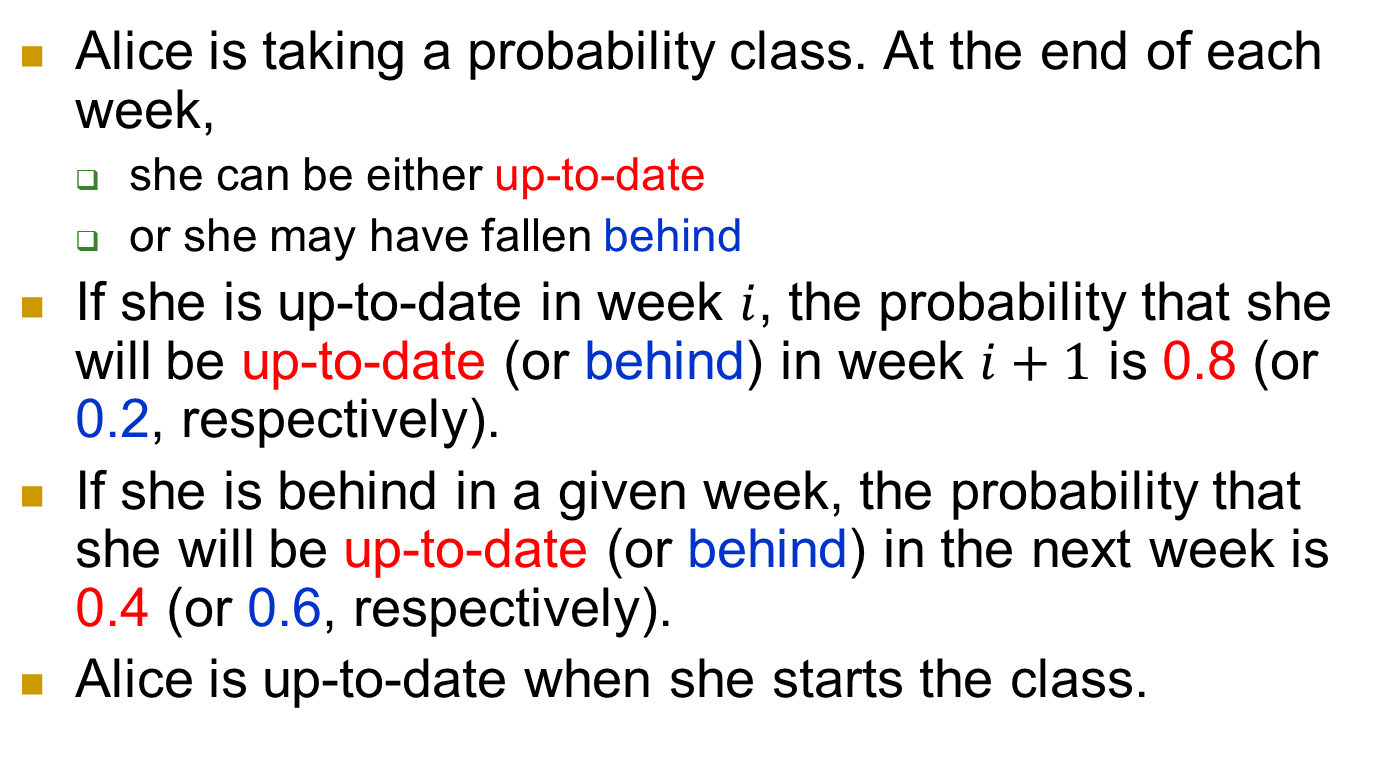 Alice is taking a probability class. At the end of each
week,
she can be either up-to-date
or she may have fallen behind
If she is up-to-date in week 𝑖, the probability that she
will be up-to-date (or behind) in week 𝑖 + 1 is 0.8 (or
0.2, respectively).
If she is behind in a given week, the probability that
she will be up-to-date (or behind) in the next week is
0.4 (or 0.6, respectively).
Alice is up-to-date when she starts the class.